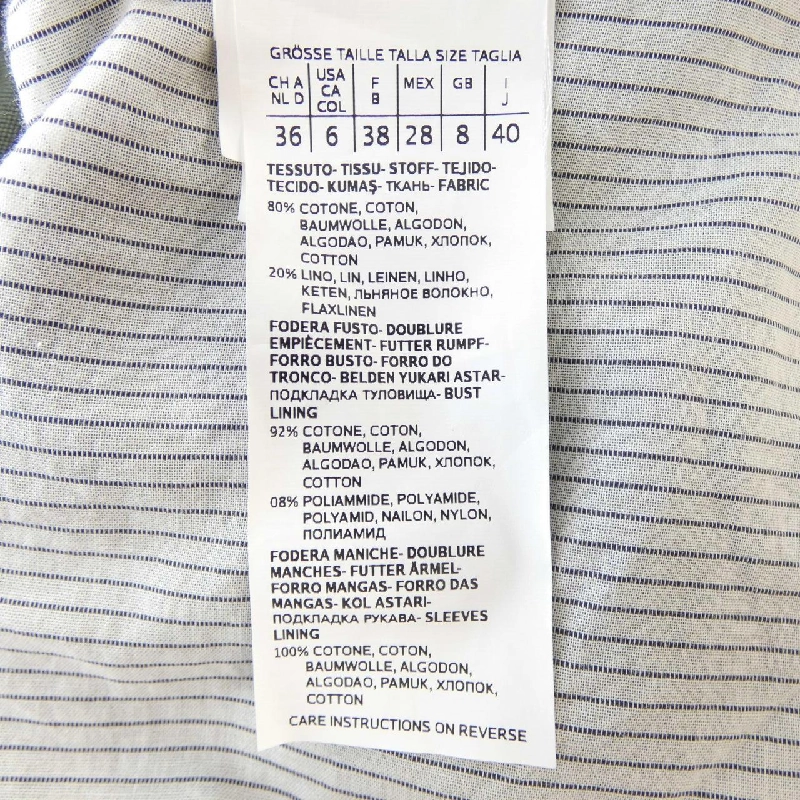 GRÖSSE TAILLE TALLA SIZE TAGLIA
CH A NL D USA CA COL F B MEX GB I J
36 6 38 28 8 40
TESSUTO- TISSU- STOFF- TEJIDO-
TECIDO- KUMAŞ- ТКАНЬ- FABRIC
80% COTONE, COTON,
BAUMWOLLE, ALGODON,
ALGODAO, PAMUK, ХЛОПОК,
COTTON
20% LINO, LIN, LEINEN, LINHO,
KETEN, ЛЬНЯНОЕ ВОЛОКНО,
FLAXLINEN
FODERA FUSTO- DOUBLURE
EMPIÈCEMENT- FUTTER RUMPF-
FORRO BUSTO- FORRO DO
TRONCO- BELDEN YUKARI ASTAR-
ПОДКЛАДКА ТУЛОВИЩА- BUST
LINING
92% COTONE, COTON,
BAUMWOLLE, ALGODON,
ALGODAO, PAMUK, ХЛОПОК,
COTTON
08% POLIAMMIDE, POLYAMIDE,
POLYAMID, NAILON, NYLON,
ПОЛИАМИД
FODERA MANICHE- DOUBLURE
MANCHES- FUTTER ÄRMEL-
FORRO MANGAS- FORRO DAS
MANGAS- KOL ASTARI-
ПОДКЛАДКА РУКАВА- SLEEVES
LINING
100% COTONE, COTON,
BAUMWOLLE, ALGODON,
ALGODAO, PAMUK, ХЛОПОК,
COTTON
CARE INSTRUCTIONS ON REVERSE